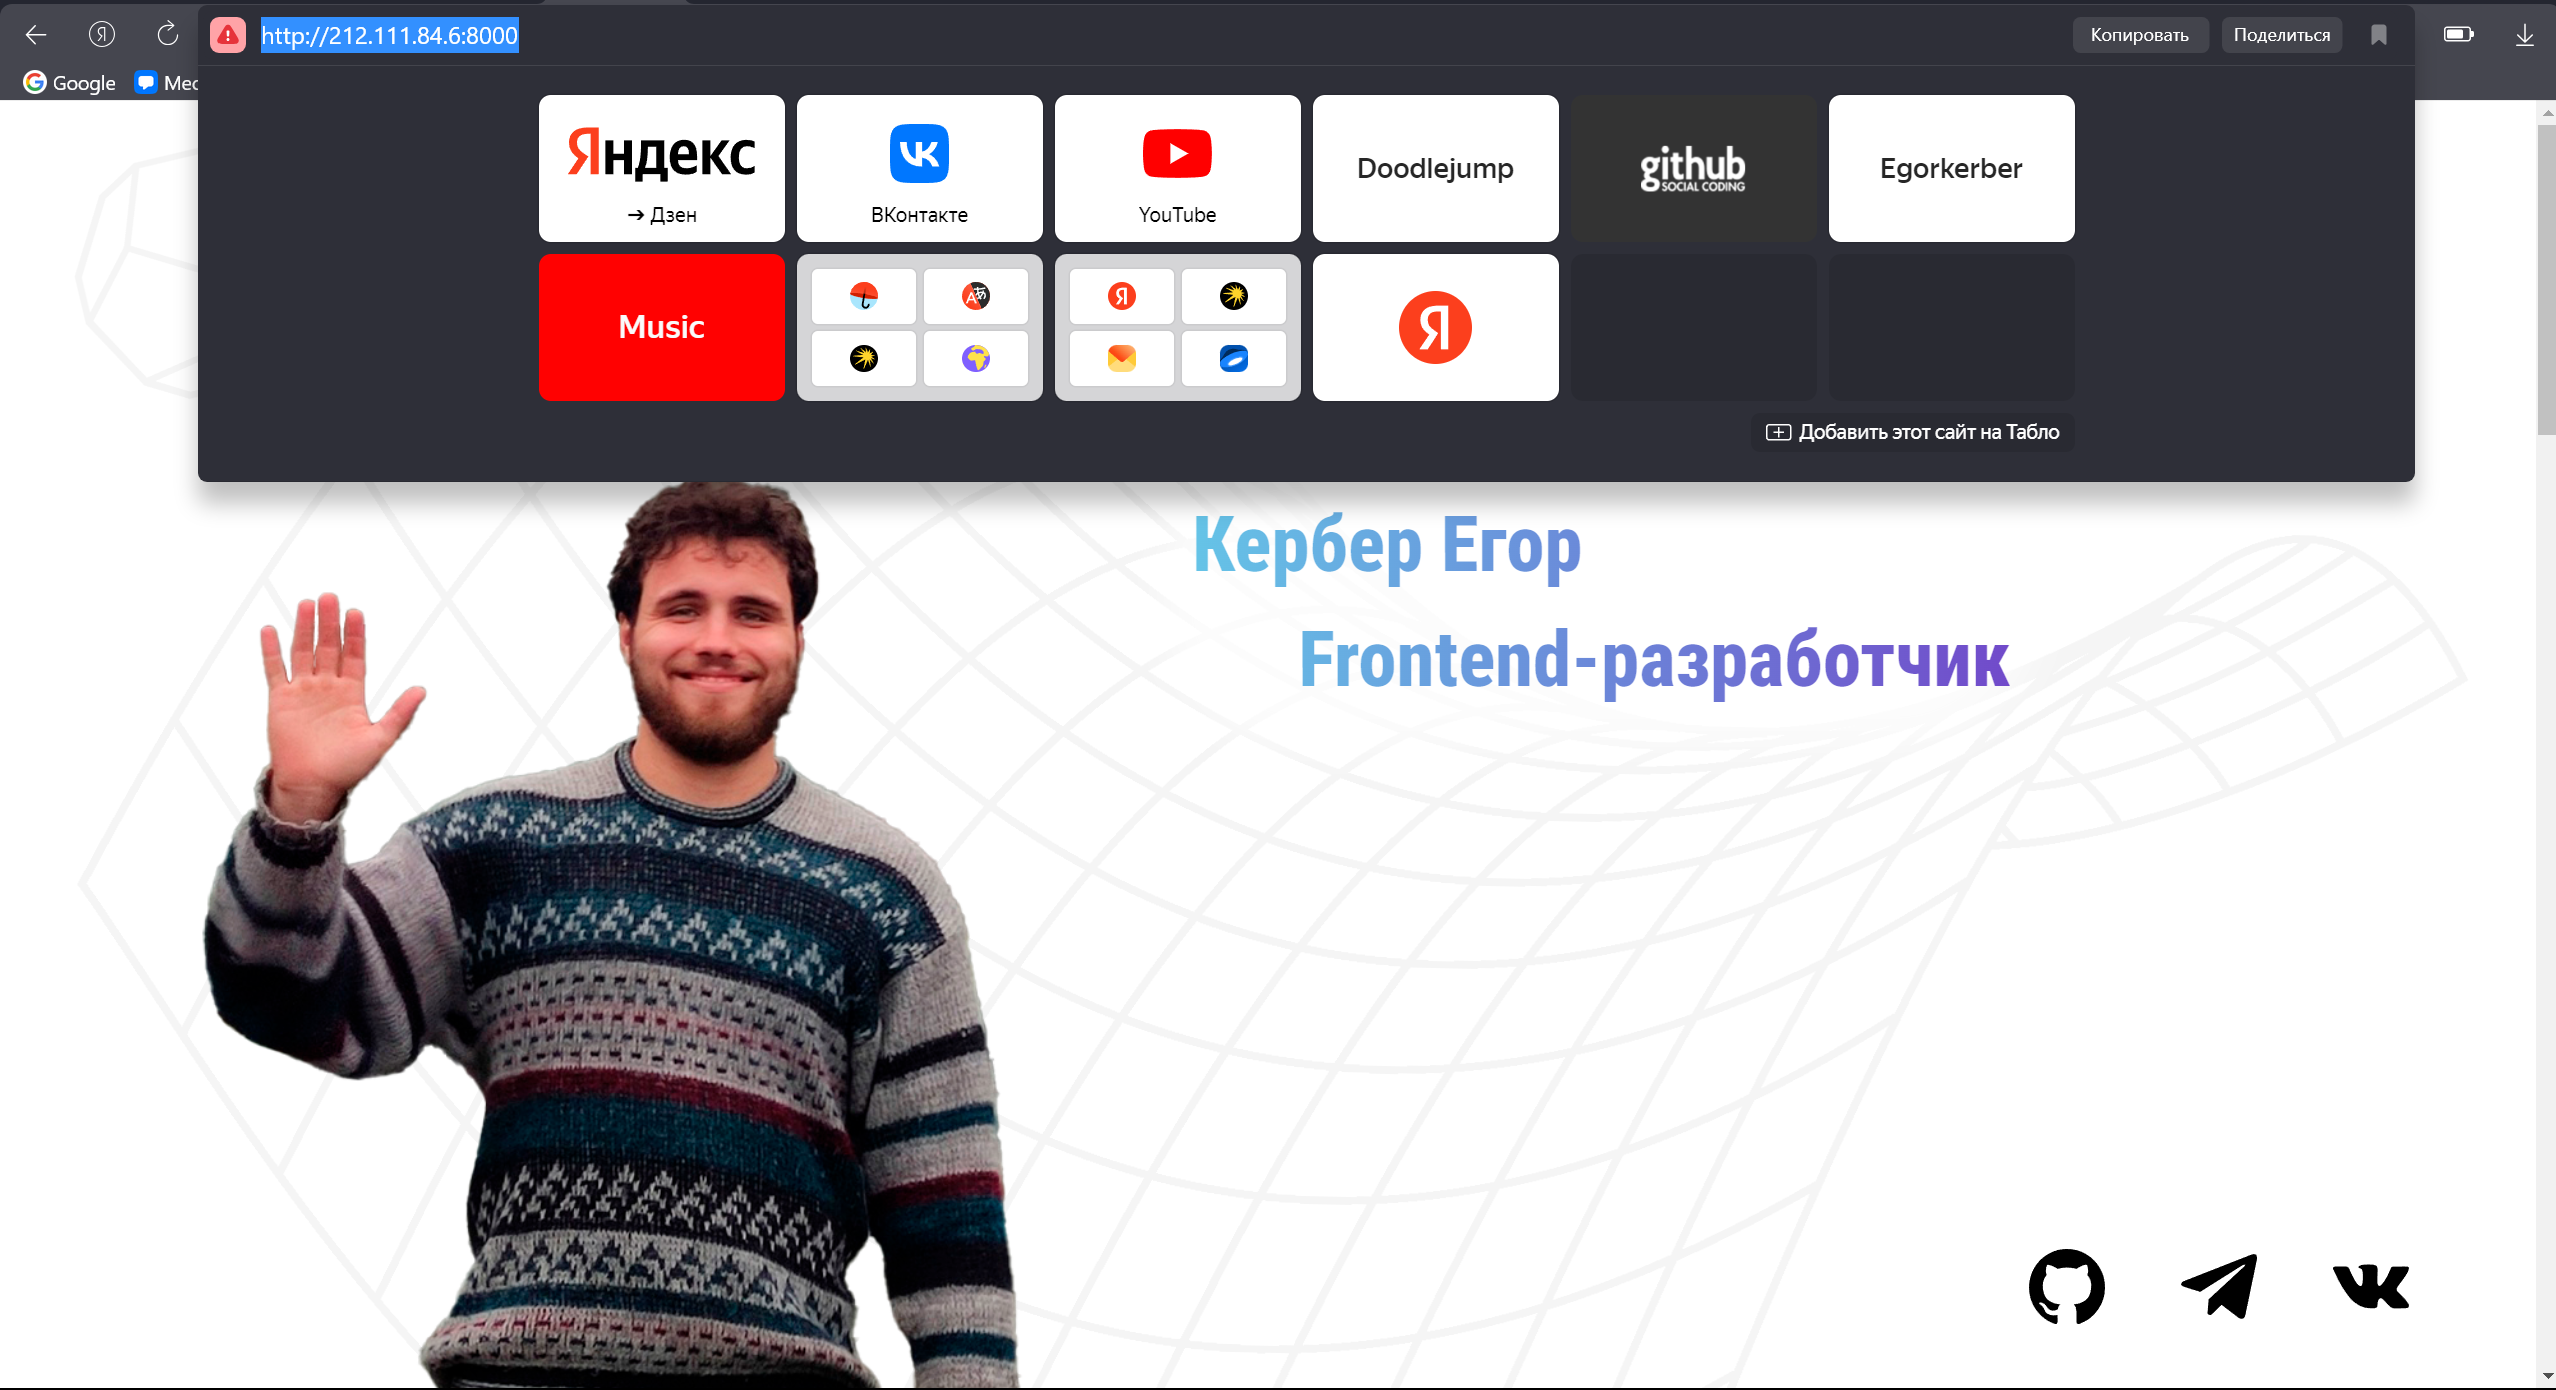 http://212.111.84.6:8000
Копировать
Поделиться
Google
Яндекс
→ Дзен
ВКонтакте
YouTube
Doodlejump
github
SOCIAL CODING
Egorkerber
Music
Я
Добавить этот сайт на Табло
Кербер Егор
Frontend-разработчик